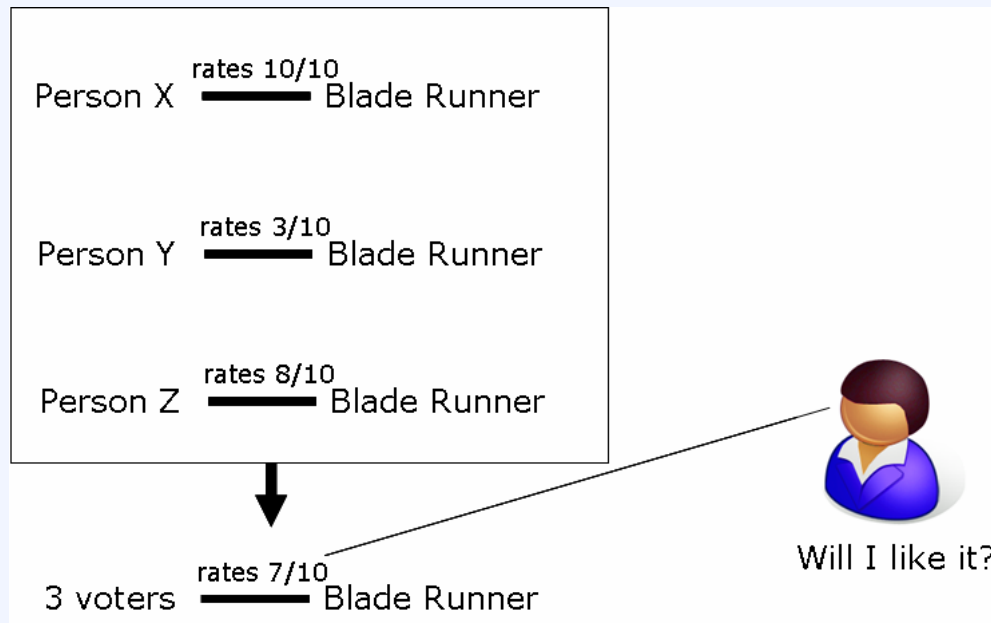 rates 10/10
Person X Blade Runner
rates 3/10
Person Y Blade Runner
rates 8/10
Person Z Blade Runner
rates 7/10
3 voters Blade Runner
Will I like it?